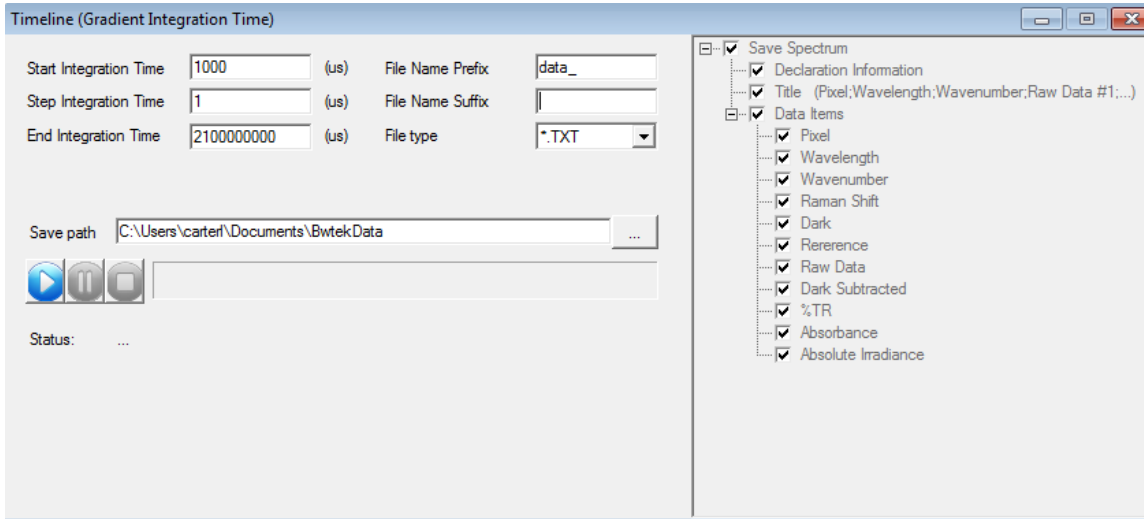 Timeline (Gradient Integration Time)
Start Integration Time 1000 (us) File Name Prefix data_
Step Integration Time 1 (us) File Name Suffix
End Integration Time 2100000000 (us) File type *.TXT
Save path C:\Users\carterl\Documents\BwtekData ...
Status: ...
Save Spectrum
Declaration Information
Title (Pixel;Wavelength;Wavenumber;Raw Data #1;...)
Data Items
Pixel
Wavelength
Wavenumber
Raman Shift
Dark
Rererence
Raw Data
Dark Subtracted
%TR
Absorbance
Absolute Irradiance